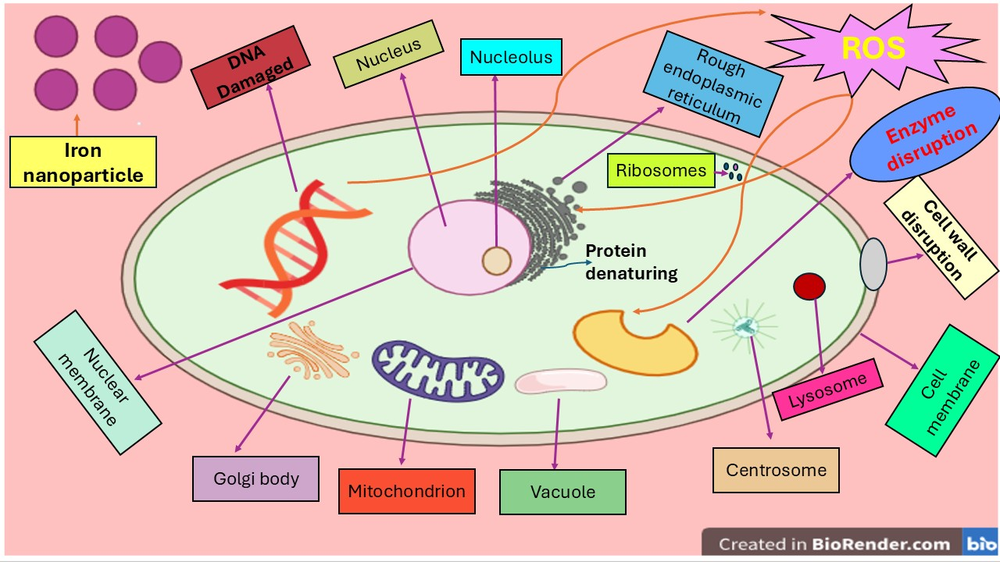 DNA
Damaged
Nucleus
Nucleolus
Rough
endoplasmic
reticulum
ROS
Enzyme
disruption
Iron
nanoparticle
Ribosomes
Cell wall
disruption
Protein
denaturing
Nuclear
membrane
Lysosome
Cell
membrane
Golgi body
Mitochondrion
Vacuole
Centrosome
Created in BioRender.com
bio